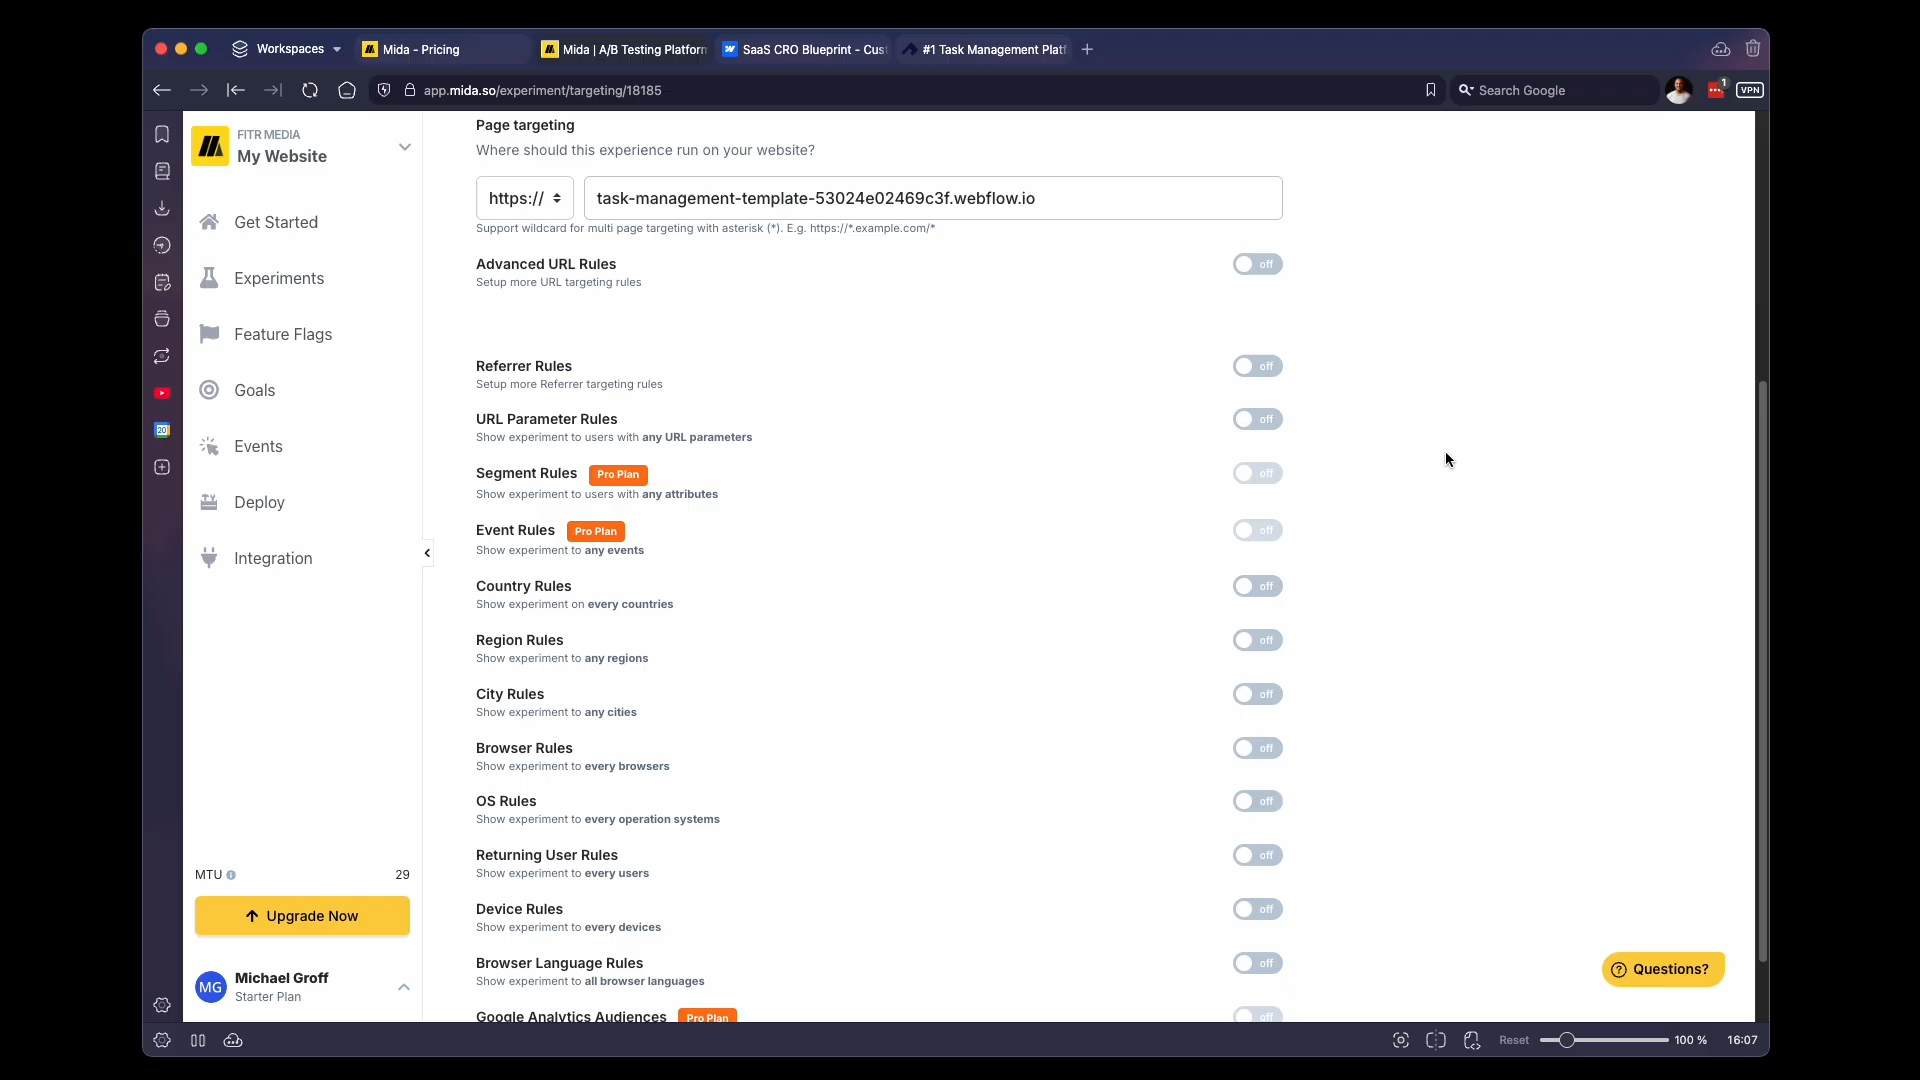 Workspaces
Mida - Pricing
Mida | A/B Testing Platform
SaaS CRO Blueprint - Cust
#1 Task Management Platf
app.mida.so/experiment/targeting/18185
Search Google
1
VPN
FITR MEDIA
My Website
Get Started
Experiments
Feature Flags
Goals
Events
Deploy
Integration
20
MTU
29
Upgrade Now
MG
Michael Groff
Starter Plan
Page targeting
Where should this experience run on your website?
https://
task-management-template-53024e02469c3f.webflow.io
Support wildcard for multi page targeting with asterisk (*). E.g. https://*.example.com/*
Advanced URL Rules
off
Setup more URL targeting rules
Referrer Rules
off
Setup more Referrer targeting rules
URL Parameter Rules
off
Show experiment to users with any URL parameters
Segment Rules
Pro Plan
off
Show experiment to users with any attributes
Event Rules
Pro Plan
off
Show experiment to any events
Country Rules
off
Show experiment on every countries
Region Rules
off
Show experiment to any regions
City Rules
off
Show experiment to any cities
Browser Rules
off
Show experiment to every browsers
OS Rules
off
Show experiment to every operation systems
Returning User Rules
off
Show experiment to every users
Device Rules
off
Show experiment to every devices
Browser Language Rules
off
Show experiment to all browser languages
Google Analytics Audiences
Pro Plan
off
Questions?
Reset
100 %
16:07